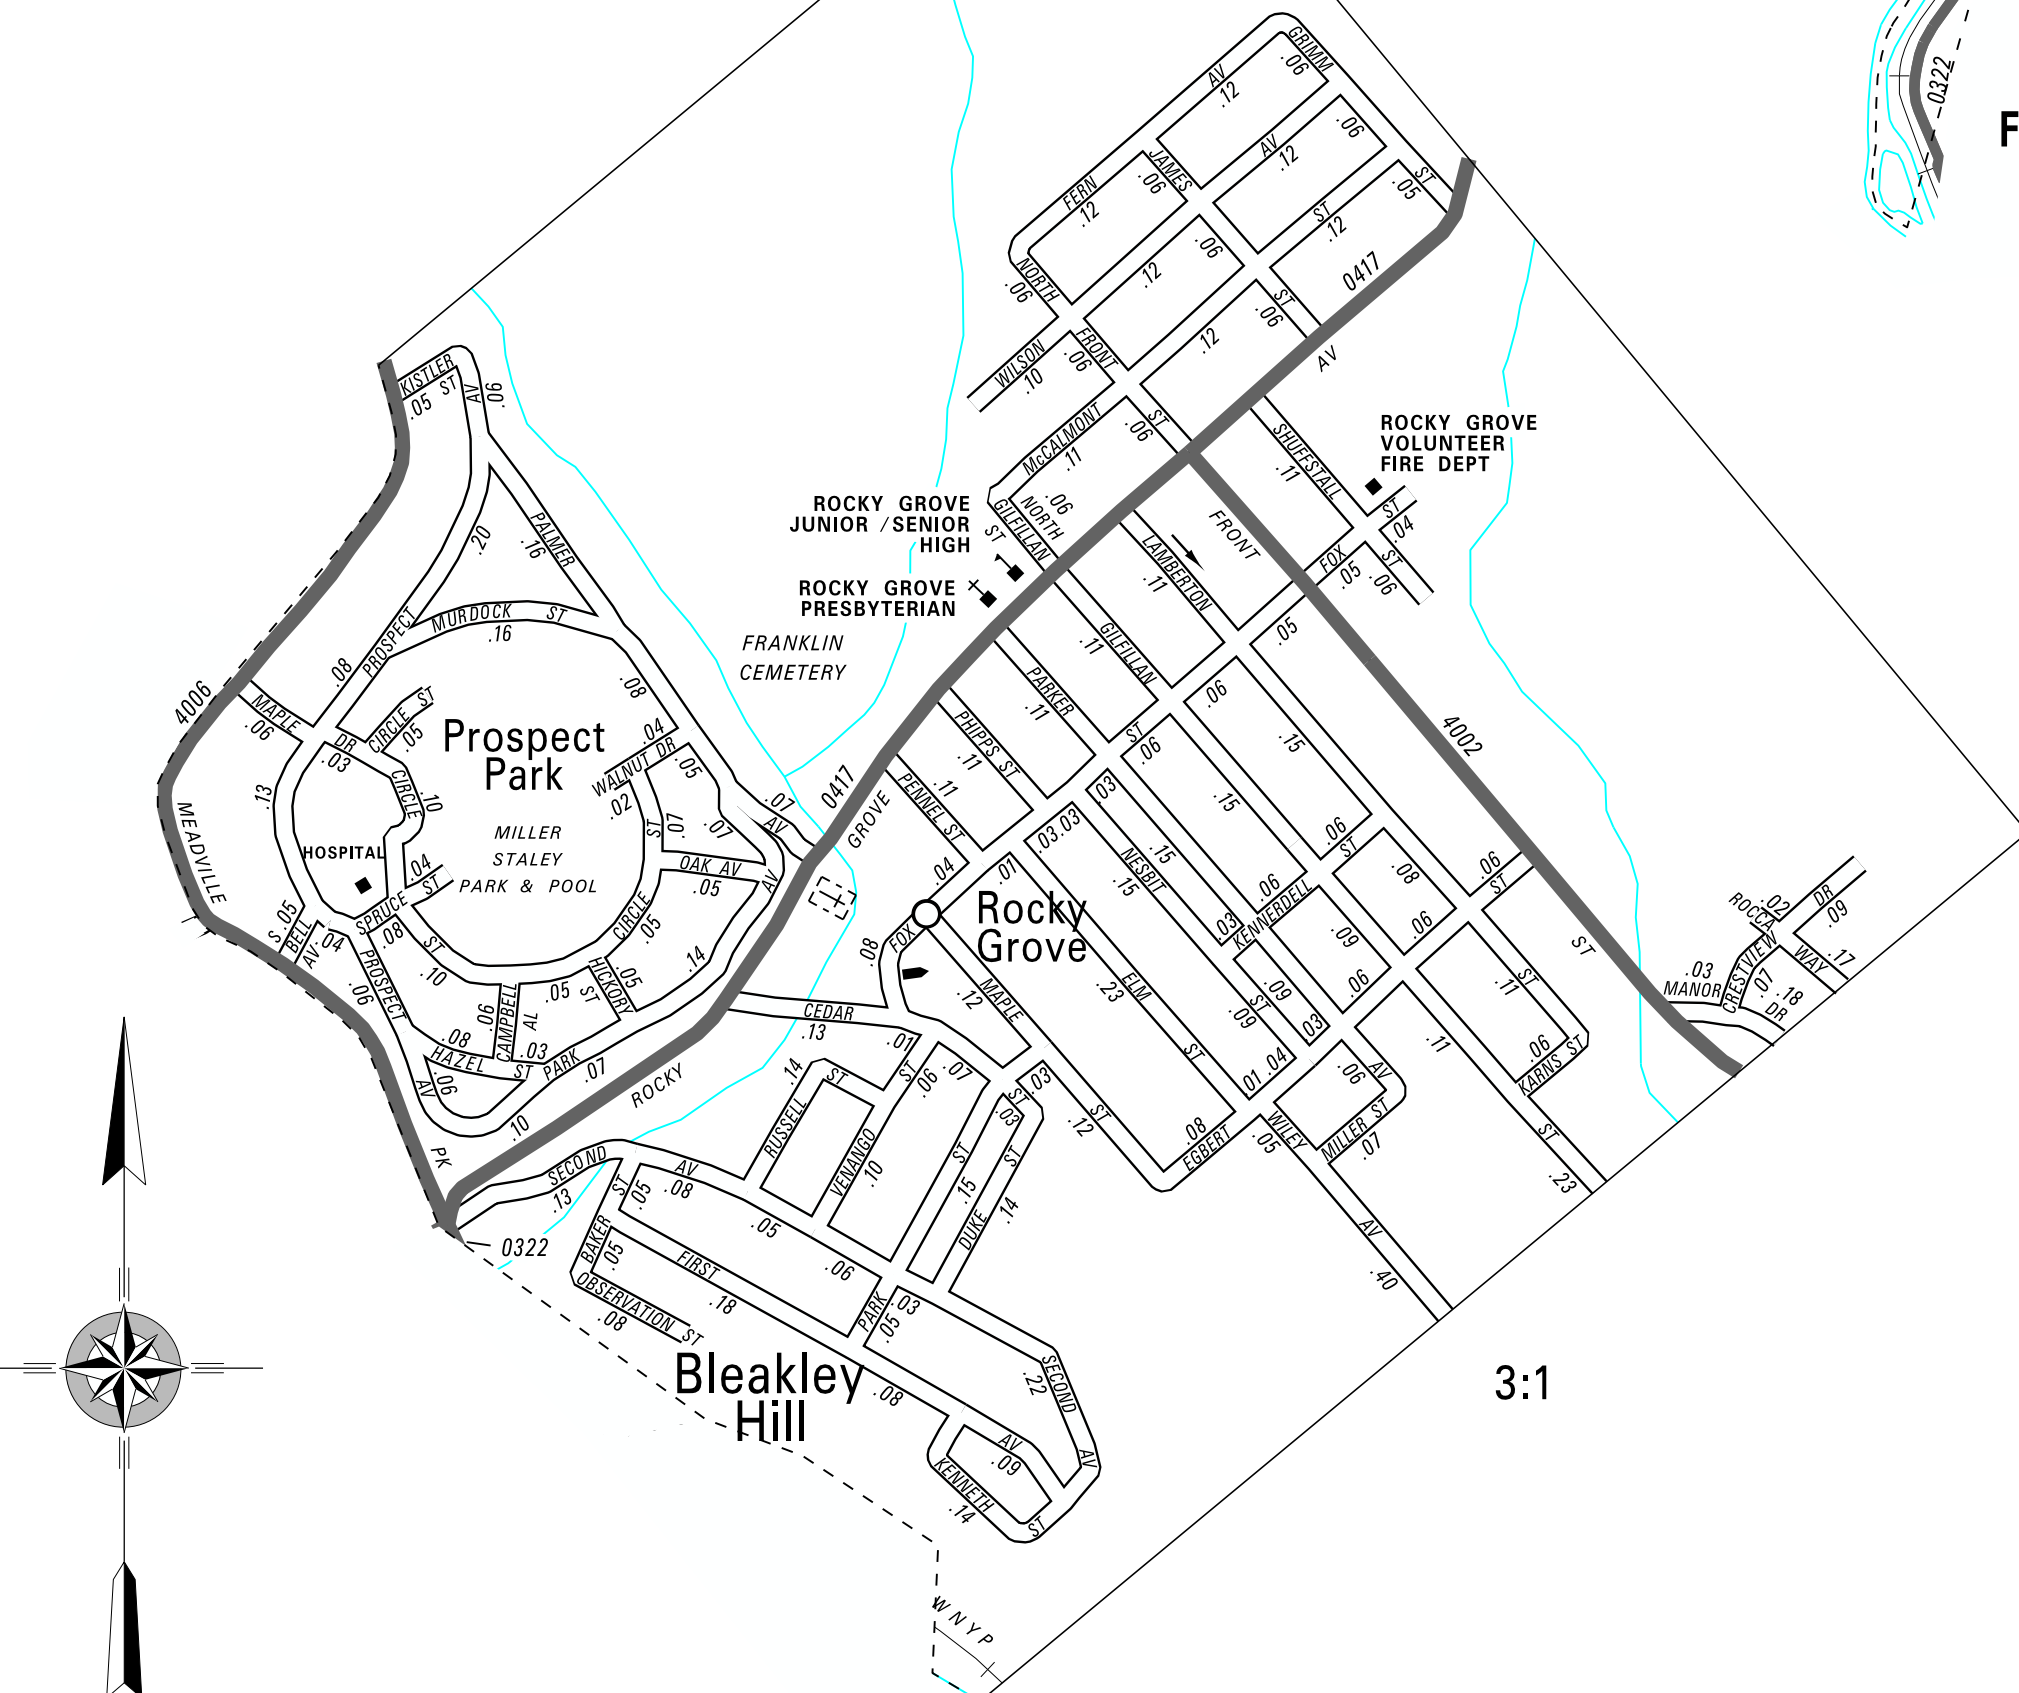 GRIMM
.06
AV
.12
0322
F
.06
AV
.12
JAMES
.06
ST
.05
FERN
.12
ST
.12
.06
NORTH
.06
.12
0417
ST
.06
FRONT
.06
.12
WILSON
.10
AV
KISTLER
ST
.05
AV
.06
McCALMONT
.11
ST
.06
SHUFFSTALL
.11
ROCKY GROVE
VOLUNTEER
FIRE DEPT
ST
.04
ROCKY GROVE
JUNIOR / SENIOR
HIGH
ST
GILFILLAN
NORTH
.06
FRONT
LAMBERTON
.11
FOX
.05
ST
.06
PALMER
.16
.20
ROCKY GROVE
PRESBYTERIAN
FRANKLIN
CEMETERY
MURDOCK ST
.16
PROSPECT
.08
GILFILLAN
.11
.05
PARKER
.11
.06
4006
MAPLE
.06
DR
.03
CIRCLE ST
.05
.08
.04
WALNUT DR
.02
.05
Prospect
Park
PHIPPS ST
.11
ST
.06
.15
4002
.13
CIRCLE
.10
MEADVILLE
MILLER
STALEY
PARK & POOL
HOSPITAL
ST
.07
.07
.07
AV
0417
GROVE
PENNEL ST
.11
.03
.15
.06
ST
.08
.06
ST
OAK AV
.05
AV
.04
SPRUCE ST
.08
.04
.01
.03
.03
NESBIT
.15
.15
.06
KENNERDELL
.03
.09
.06
S BELL
.05
AV
.04
ST
.10
CIRCLE
.05
.14
Rocky
Grove
FOX
.08
MAPLE
.12
ELM
.23
ST
.09
.09
.03
.06
ST
.11
ST
ROCCA
.02
DR
.09
WAY
.17
CRESTVIEW
.07
MANOR
.03
.18
DR
PROSPECT
.06
HICKORY
ST
.05
.05
CAMPBELL
AL
.06
.08
HAZEL ST
.03
PARK
.07
CEDAR
.13
.01
ST
.06
.07
ST
.03
.03
ST
.12
01
.04
.06
AV
.11
.06
KARNS ST
AV
.06
.10
ROCKY
RUSSELL
.14
ST
VENANGO
.10
ST
.15
DUKE
ST
.14
.08
EGBERT
WILEY
.05
MILLER ST
.07
ST
.23
PK
SECOND
.13
AV
.08
ST
.05
BAKER
.05
0322
.05
.06
FIRST
.18
OBSERVATION ST
.08
PARK
.05
.03
AV
.40
Bleakley
Hill
.08
SECOND
.22
AV
AV
.09
KENNETH
.14
ST
3:1
WNYP